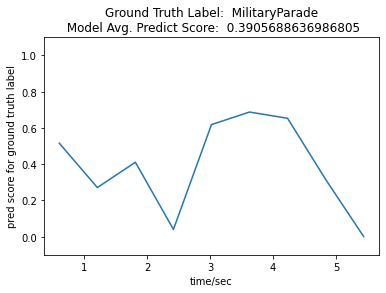 Ground Truth Label:  MilitaryParade
Model Avg. Predict Score:  0.3905688636986805
pred score for ground truth label
1.0
0.8
0.6
0.4
0.2
0.0
1 2 3 4 5
time/sec